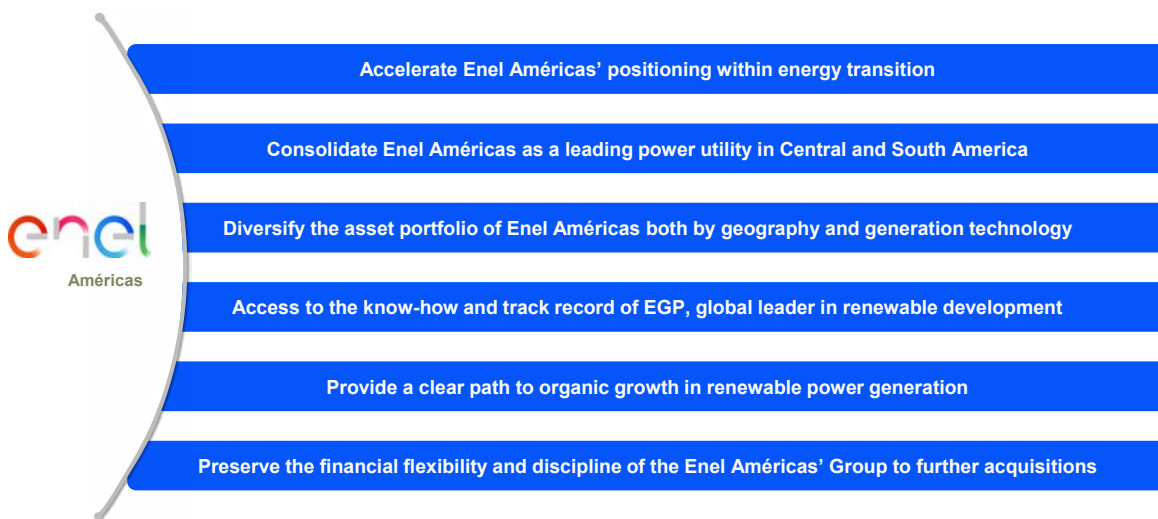 Accelerate Enel Américas’ positioning within energy transition
Consolidate Enel Américas as a leading power utility in Central and South America
Diversify the asset portfolio of Enel Américas both by geography and generation technology
enel
Américas
Access to the know-how and track record of EGP, global leader in renewable development
Provide a clear path to organic growth in renewable power generation
Preserve the financial flexibility and discipline of the Enel Américas’ Group to further acquisitions